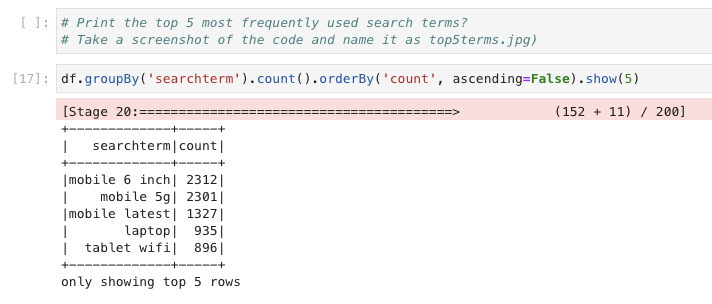 [ ]: # Print the top 5 most frequently used search terms?
# Take a screenshot of the code and name it as top5terms.jpg)
[17]: df.groupBy('searchterm').count().orderBy('count', ascending=False).show(5)
[Stage 20:========================================>            (152 + 11) / 200]
+-------------+-----+
|   searchterm|count|
+-------------+-----+
|mobile 6 inch| 2312|
|    mobile 5g| 2301|
|mobile latest| 1327|
|       laptop|  935|
|  tablet wifi|  896|
+-------------+-----+
only showing top 5 rows